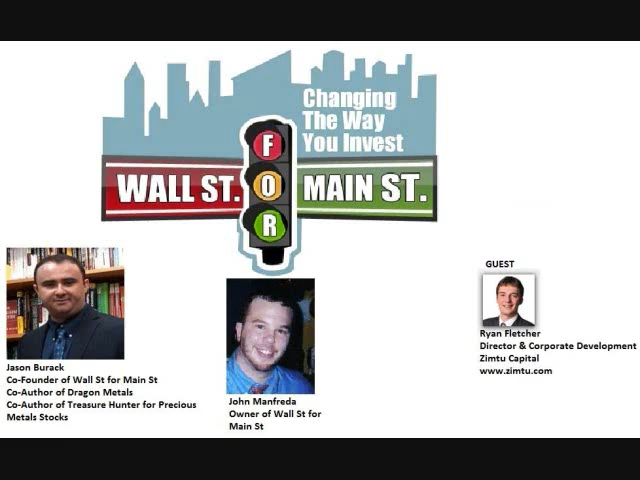 Changing
The Way
You Invest
WALL ST. FOR MAIN ST.
Jason Burack
Co-Founder of Wall St for Main St
Co-Author of Dragon Metals
Co-Author of Treasure Hunter for Precious
Metals Stocks
John Manfreda
Owner of Wall St for
Main St
GUEST
Ryan Fletcher
Director & Corporate Development
Zimtu Capital
www.zimtu.com